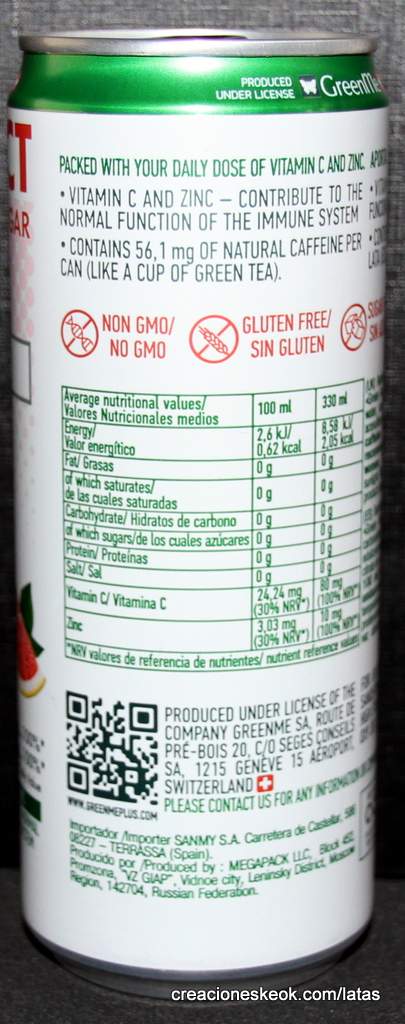 PRODUCED
UNDER LICENSE
GreenMe
CT
GAR
PACKED WITH YOUR DAILY DOSE OF VITAMIN C AND ZINC.
• VITAMIN C AND ZINC – CONTRIBUTE TO THE
NORMAL FUNCTION OF THE IMMUNE SYSTEM
• CONTAINS 56,1 mg OF NATURAL CAFFEINE PER
CAN (LIKE A CUP OF GREEN TEA).
NON GMO/
NO GMO
GLUTEN FREE/
SIN GLUTEN
Average nutritional values/
Valores Nutricionales medios
100 ml
330 ml
Energy/
Valor energético
2,6 kJ/
0,62 kcal
8,58 kJ/
2,05 kcal
Fat/ Grasas
0 g
0 g
of which saturates/
de las cuales saturadas
0 g
0 g
Carbohydrate/ Hidratos de carbono
0 g
0 g
of which sugars/de los cuales azúcares
0 g
0 g
Protein/ Proteínas
0 g
0 g
Salt/ Sal
0 g
0 g
Vitamin C/ Vitamina C
24,24 mg
(30% NRV*)
80 mg
(100% NRV*)
Zinc
3,03 mg
(30% NRV*)
10 mg
(100% NRV*)
*NRV valores de referencia de nutrientes/ nutrient reference values
WWW.GREENMEPLUS.COM
PRODUCED UNDER LICENSE OF THE
COMPANY GREENME SA, ROUTE DE
PRÉ-BOIS 20, C/O SEGES CONSEILS
SA, 1215 GENÈVE 15 AÉROPORT,
SWITZERLAND
PLEASE CONTACT US FOR ANY INFORMATION
Importador /Importer SANMY S.A. Carretera de Castellar, 598
08227 – TERRASSA (Spain).
Producido por /Produced by : MEGAPACK LLC, Block 452,
Promzona, "VZ GIAP", Vidnoe city, Leninsky District, Moscow
Region, 142704, Russian Federation.
creacioneskeok.com/latas